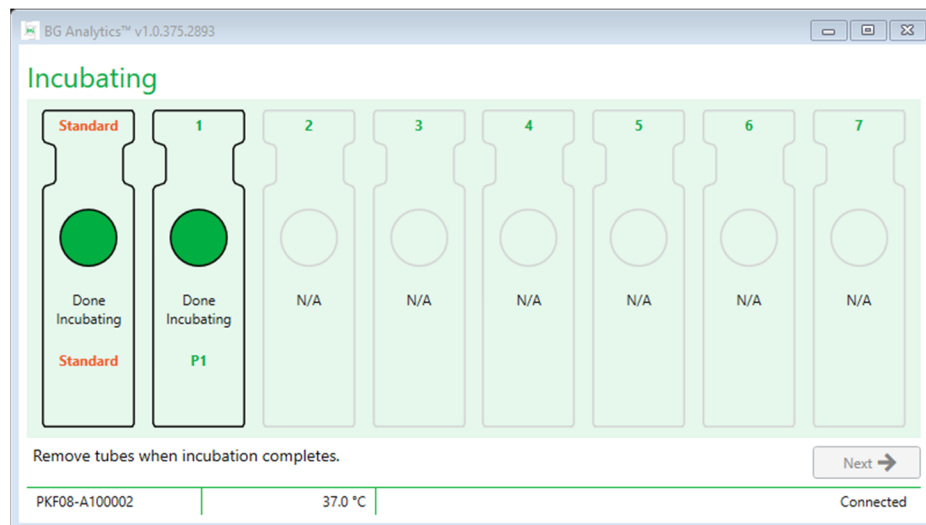 BG Analytics™ v1.0.375.2893
Incubating
Standard 1 2 3 4 5 6 7
Done Incubating Done Incubating N/A N/A N/A N/A N/A N/A
Standard P1
Remove tubes when incubation completes.
Next
PKF08-A100002 37.0 °C Connected